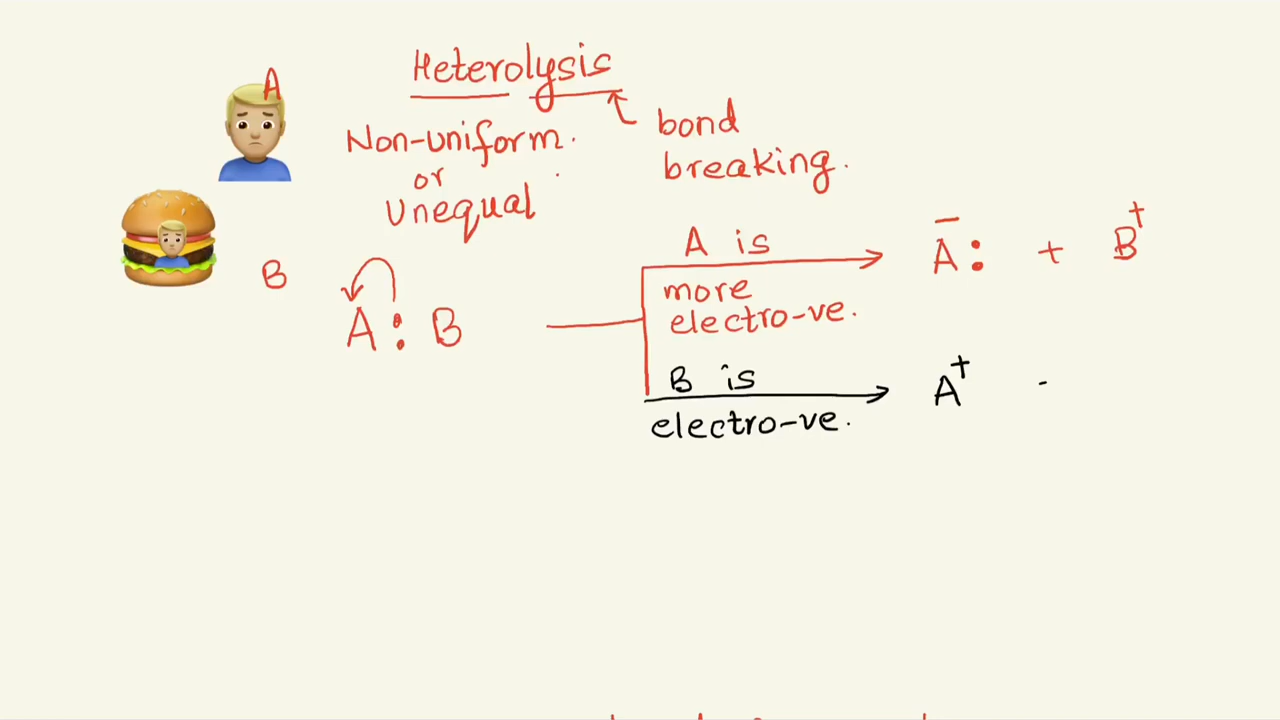 A
Heterolysis
Non-uniform.
or
Unequal
bond
breaking.
B
A : B
A is
more
electro-ve.
Ā: + B⁺
B is
electro-ve.
A⁺ -